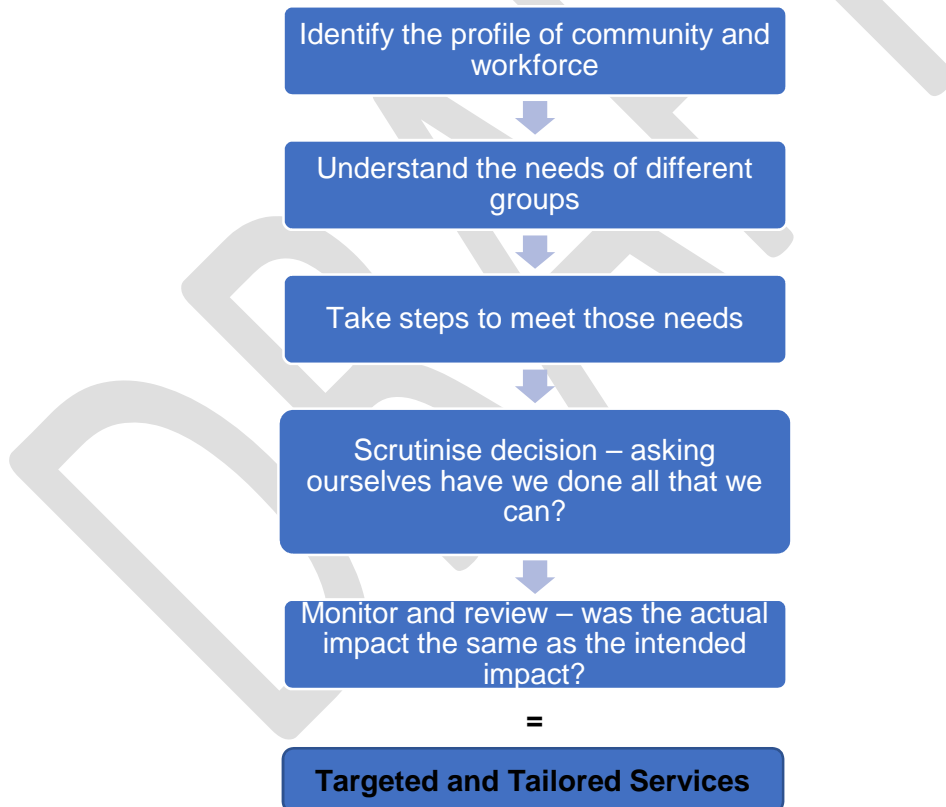 Identify the profile of community and
workforce
Understand the needs of different
groups
Take steps to meet those needs
Scrutinise decision – asking
ourselves have we done all that we
can?
Monitor and review – was the actual
impact the same as the intended
impact?
=
Targeted and Tailored Services